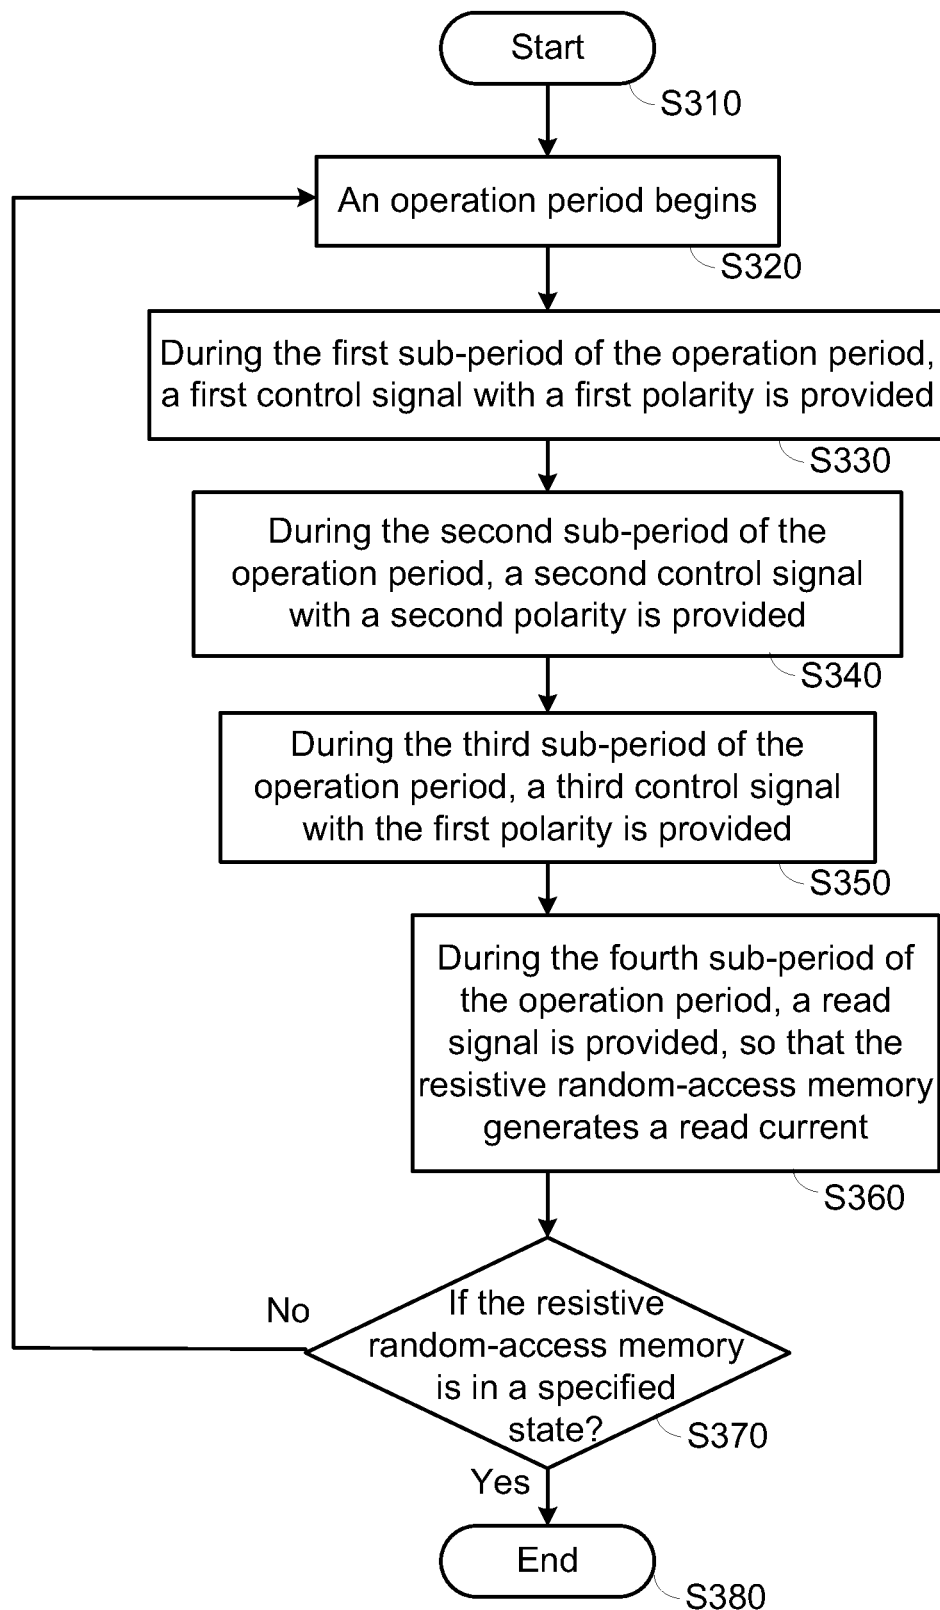 Start
S310
An operation period begins
S320
During the first sub-period of the operation period,
a first control signal with a first polarity is provided
S330
During the second sub-period of the
operation period, a second control signal
with a second polarity is provided
S340
During the third sub-period of the
operation period, a third control signal
with the first polarity is provided
S350
During the fourth sub-period of
the operation period, a read
signal is provided, so that the
resistive random-access memory
generates a read current
S360
No
If the resistive
random-access memory
is in a specified
state?
S370
Yes
End
S380